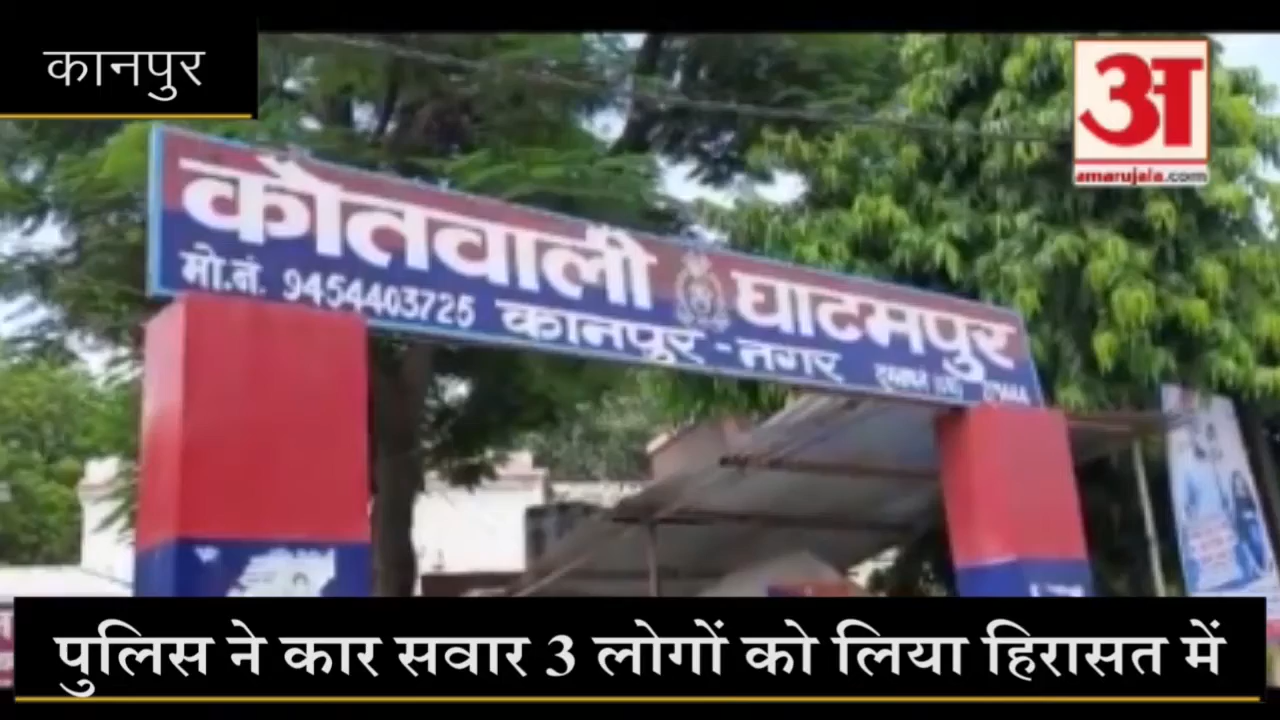 कानपुर
अ
amarujala.com
कोतवाली घाटमपुर
मो.नं. 9454403725 कानपुर-नगर
पुलिस ने कार सवार 3 लोगों को लिया हिरासत में